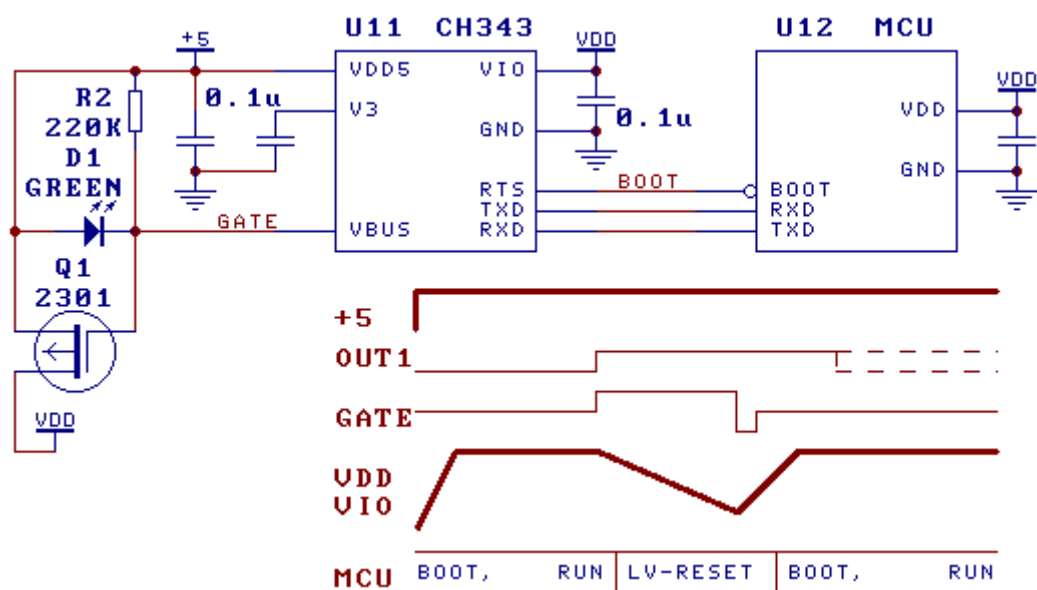 U11 CH343
U12 MCU
+5
VDD
VDD
R2
220K
0.1u
VDD5
V3
VIO
GND
0.1u
VDD
GND
D1
GREEN
RTS
TXD
RXD
BOOT
BOOT
RXD
TXD
GATE
VBUS
Q1
2301
VDD
+5
OUT1
GATE
VDD
VIO
MCU BOOT, RUN LV-RESET BOOT, RUN